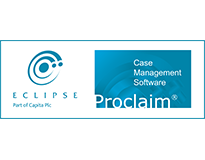 ECLIPSE
Part of Capita Plc
Case
Management
Software
Proclaim®